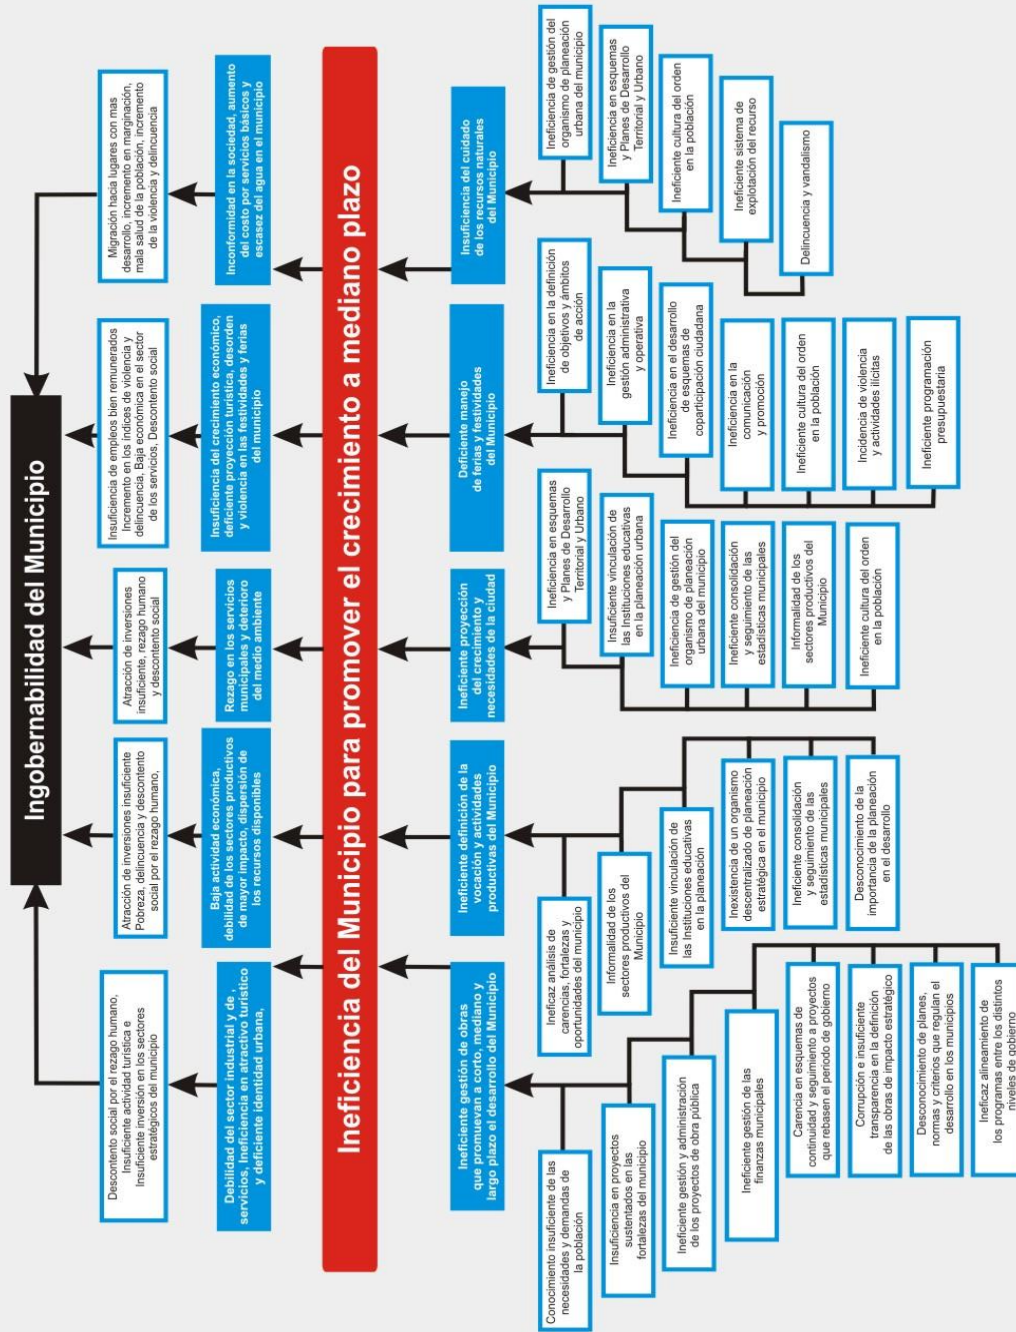 Ingobernabilidad del Municipio
Descontento social por el rezago humano,
Insuficiente actividad turística e
Insuficiente inversión en los sectores
estratégicos del municipio
Atracción de inversiones insuficiente
Pobreza, delincuencia y descontento
social por el rezago humano,
Atracción de inversiones
insuficiente, rezago humano
y descontento social
Insuficiencia de empleos bien remunerados
Incremento en los índices de violencia y
delincuencia. Baja económica en el sector
de los servicios, Descontento social
Migración hacia lugares con mas
desarrollo, incremento en marginación,
mala salud de la población, incremento
de la violencia y delincuencia
Debilidad del sector industrial y de ,
servicios, Ineficiencia en atractivo turístico
y deficiente identidad urbana,
Baja actividad económica,
debilidad de los sectores productivos
de mayor impacto, dispersión de
los recursos disponibles
Rezago en los servicios
municipales y deterioro
del medio ambiente
Insuficiencia del crecimiento económico,
deficiente proyección turística, desorden
y violencia en las festividades y ferias
del municipio
Inconformidad en la sociedad, aumento
del costo por servicios básicos y
escasez del agua en el municipio
Ineficiencia del Municipio para promover el crecimiento a mediano plazo
Ineficiente gestión de obras
que promuevan a corto, mediano y
largo plazo el desarrollo del Municipio
Ineficiente definición de la
vocación y actividades
productivas del Municipio
Ineficiente proyección
del crecimiento y
necesidades de la ciudad
Deficiente manejo
de ferias y festividades
del Municipio
Insuficiencia del cuidado
de los recursos naturales
del Municipio
Conocimiento insuficiente de las
necesidades y demandas de
la población
Insuficiencia en proyectos
sustentados en las
fortalezas del municipio
Ineficiente gestión y administración
de los proyectos de obra pública
Ineficiente gestión de las
finanzas municipales
Carencia en esquemas de
continuidad y seguimiento a proyectos
que rebasen el periodo de gobierno
Corrupción e insuficiente
transparencia en la definición
de las obras de impacto estratégico
Desconocimiento de planes,
normas y criterios que regulan el
desarrollo en los municipios
Ineficaz alineamiento de
los programas entre los distintos
niveles de gobierno
Ineficaz análisis de
carencias, fortalezas y
oportunidades del municipio
Informalidad de los
sectores productivos del
Municipio
Insuficiente vinculación de
las Instituciones educativas
en la planeación
Inexistencia de un organismo
descentralizado de planeación
estratégica en el municipio
Ineficiente consolidación
y seguimiento de las
estadísticas municipales
Desconocimiento de la
importancia de la planeación
en el desarrollo
Ineficiencia en esquemas
y Planes de Desarrollo
Territorial y Urbano
Insuficiente vinculación de
las Instituciones educativas
en la planeación urbana
Ineficiencia de gestión del
organismo de planeación
urbana del municipio
Ineficiente consolidación
y seguimiento de las
estadísticas municipales
Informalidad de los
sectores productivos del
Municipio
Ineficiente cultura del orden
en la población
Ineficiencia en la definición
de objetivos y ámbitos
de acción
Ineficiencia en la
gestión administrativa
y operativa
Ineficiencia en el desarrollo
de esquemas de
coparticipación ciudadana
Ineficiencia en la
comunicación
y promoción
Ineficiente cultura del orden
en la población
Incidencia de violencia
y actividades ilícitas
Ineficiente programación
presupuestaria
Ineficiencia de gestión del
organismo de planeación
urbana del municipio
Ineficiencia en esquemas
y Planes de Desarrollo
Territorial y Urbano
Ineficiente cultura del orden
en la población
Ineficiente sistema de
explotación del recurso
Delincuencia y vandalismo